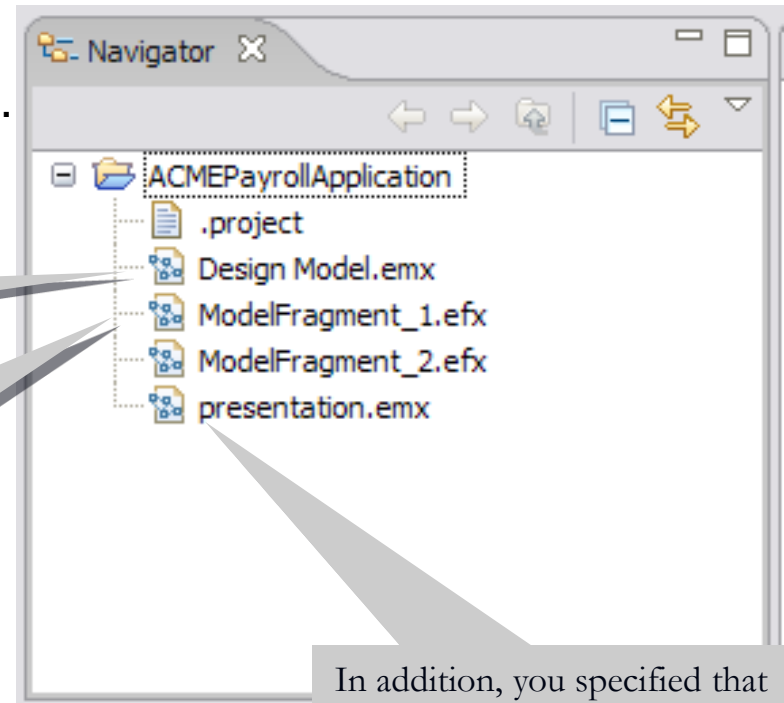 Navigator
.
ACMEPayrollApplication
.project
Design Model.emx
ModelFragment_1.efx
ModelFragment_2.efx
presentation.emx
In addition, you specified that